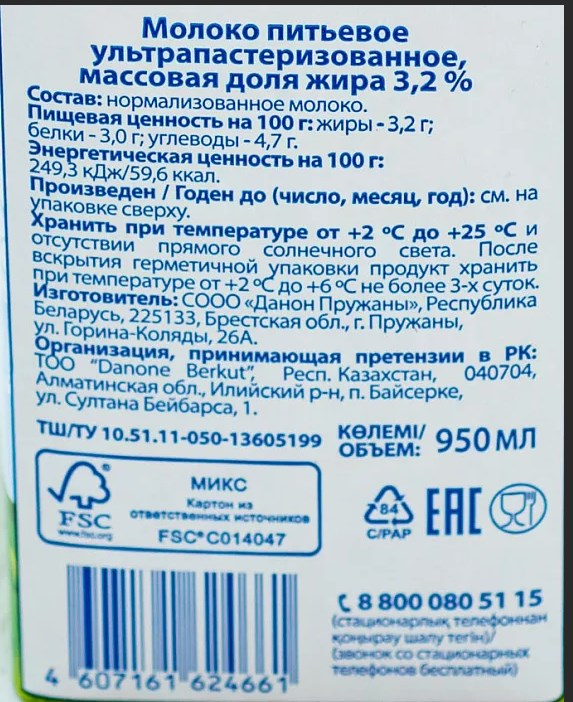 Молоко питьевое
ультрапастеризованное,
массовая доля жира 3,2 %
Состав: нормализованное молоко.
Пищевая ценность на 100 г: жиры - 3,2 г;
белки - 3,0 г; углеводы - 4,7 г.
Энергетическая ценность на 100 г:
249,3 кДж/59,6 ккал.
Произведен / Годен до (число, месяц, год): см. на
упаковке сверху.
Хранить при температуре от +2 ºС до +25 ºС и
отсутствии прямого солнечного света. После
вскрытия герметичной упаковки продукт хранить
при температуре от +2 ºС до +6 ºС не более 3-х суток.
Изготовитель: СООО «Данон Пружаны», Республика
Беларусь, 225133, Брестская обл., г. Пружаны,
ул. Горина-Коляды, 26А.
Организация, принимающая претензии в РК:
ТОО "Danone Berkut", Респ. Казахстан, 040704,
Алматинская обл., Илийский р-н, п. Байсерке,
ул. Султана Бейбарса, 1.
ТШ/ТУ 10.51.11-050-13605199
КӨЛЕМІ/
ОБЪЕМ: 950 МЛ
FSC
www.fsc.org
МИКС
Картон из
ответственных источников
FSC® C014047
84
C/PAP
EAC
4 607161 624661
8 800 080 51 15
(стационарлық телефоннан
қоңырау шалу тегін)/
(звонок со стационарных
телефонов бесплатный)